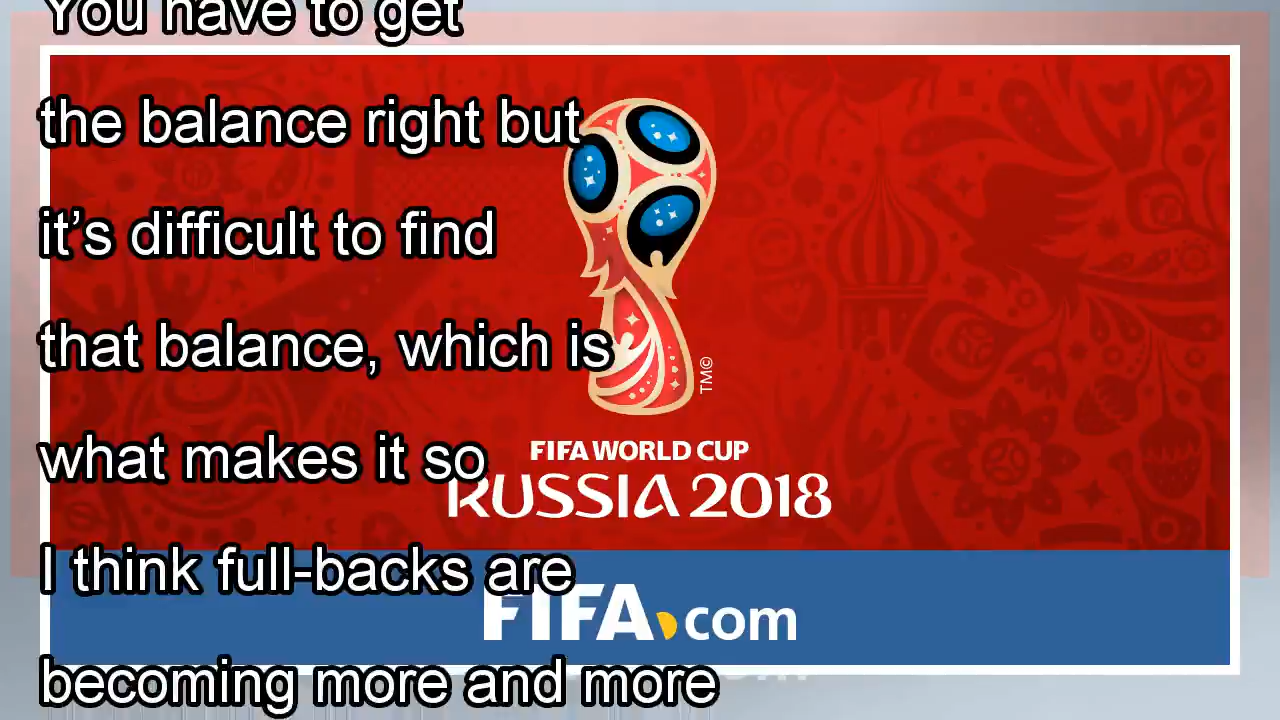 You have to get
the balance right but
it’s difficult to find
that balance, which is
what makes it so
I think full-backs are
becoming more and more
TM©
FIFA WORLD CUP
RUSSIA 2018
FIFA.com